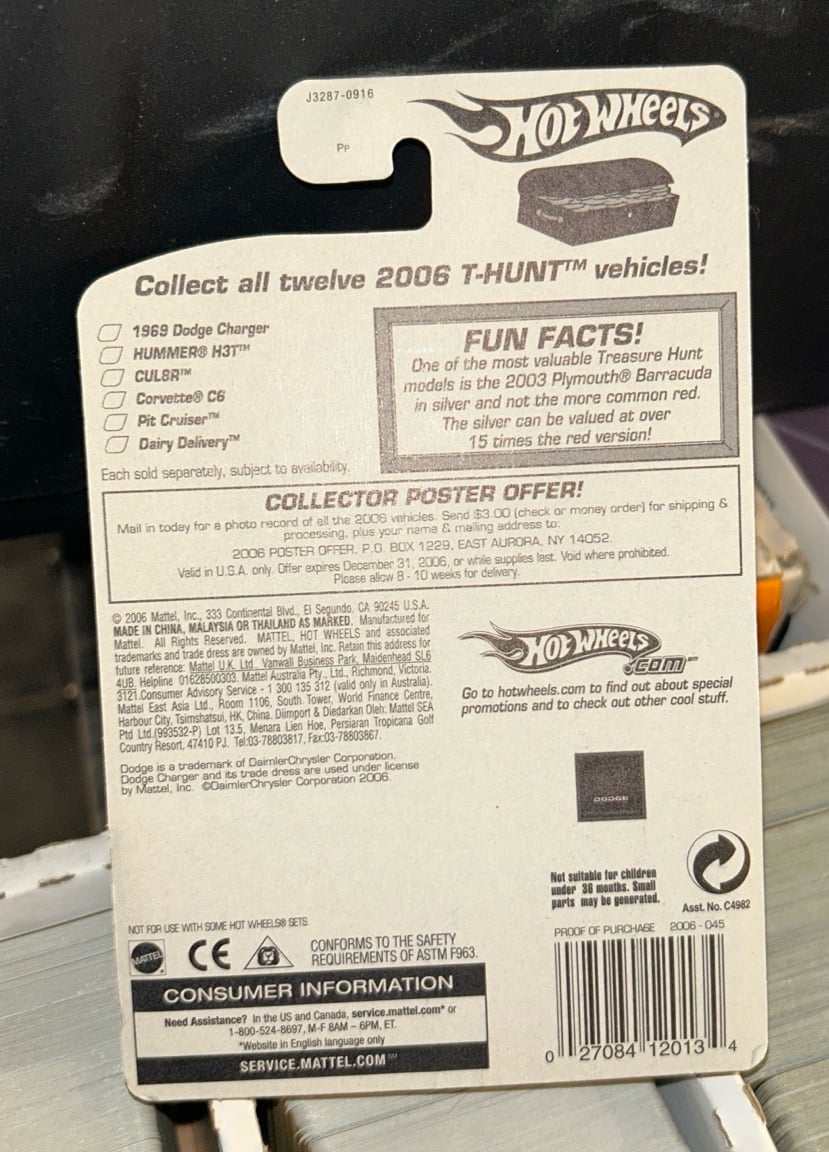 J3287-0916
Pp
HOT WHEELS
Collect all twelve 2006 T-HUNT™ vehicles!
1969 Dodge Charger
HUMMER® H3T™
CUL8R™
Corvette® C6
Pit Cruiser™
Dairy Delivery™
Each sold separately, subject to availability.
FUN FACTS!
One of the most valuable Treasure Hunt
models is the 2003 Plymouth® Barracuda
in silver and not the more common red.
The silver can be valued at over
15 times the red version!
COLLECTOR POSTER OFFER!
Mail in today for a photo record of all the 2006 vehicles. Send $3.00 (check or money order) for shipping &
processing, plus your name & mailing address to:
2006 POSTER OFFER, P.O. BOX 1229, EAST AURORA, NY 14052.
Valid in U.S.A. only. Offer expires December 31, 2006, or while supplies last. Void where prohibited.
Please allow 8 - 10 weeks for delivery.
© 2006 Mattel, Inc., 333 Continental Blvd., El Segundo, CA 90245 U.S.A.
MADE IN CHINA, MALAYSIA OR THAILAND AS MARKED. Manufactured for
Mattel. All Rights Reserved. MATTEL, HOT WHEELS and associated
trademarks and trade dress are owned by Mattel, Inc. Retain this address for
future reference: Mattel U.K. Ltd., Vanwall Business Park, Maidenhead SL6
4UB. Helpline 01628500303. Mattel Australia Pty., Ltd., Richmond, Victoria.
3121.Consumer Advisory Service - 1 300 135 312 (valid only in Australia).
Mattel East Asia Ltd., Room 1106, South Tower, World Finance Centre,
Harbour City, Tsimshatsui, HK, China. Diimport & Diedarkan Oleh: Mattel SEA
Ptd Ltd.(993532-P) Lot 13.5, Menara Lien Hoe, Persiaran Tropicana Golf
Country Resort, 47410 PJ. Tel:03-78803817, Fax:03-78803867.
Dodge is a trademark of DaimlerChrysler Corporation.
Dodge Charger and its trade dress are used under license
by Mattel, Inc. ©DaimlerChrysler Corporation 2006.
HOT WHEELS
.COM™
Go to hotwheels.com to find out about special
promotions and to check out other cool stuff.
DODGE
Not suitable for children
under 36 months. Small
parts may be generated.
Asst. No. C4982
NOT FOR USE WITH SOME HOT WHEELS® SETS.
MATTEL
CE
CONFORMS TO THE SAFETY
REQUIREMENTS OF ASTM F963.
CONSUMER INFORMATION
Need Assistance? In the US and Canada, service.mattel.com* or
1-800-524-8697, M-F 8AM – 6PM, ET.
*Website in English language only
SERVICE.MATTEL.COM℠
PROOF OF PURCHASE 2006 - 045
0 27084 12013 4